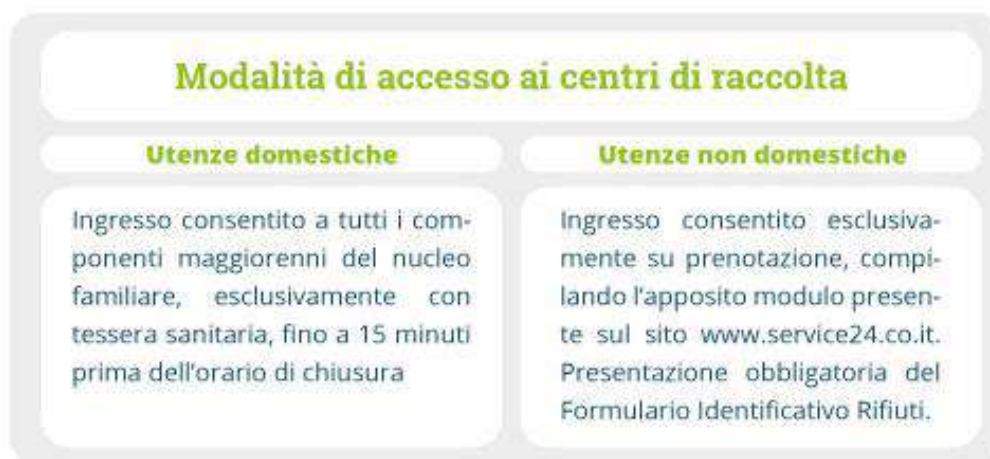 Modalità di accesso ai centri di raccolta
Utenze domestiche
Ingresso consentito a tutti i com-
ponenti maggiorenni del nucleo
familiare, esclusivamente con
tessera sanitaria, fino a 15 minuti
prima dell'orario di chiusura
Utenze non domestiche
Ingresso consentito esclusiva-
mente su prenotazione, compi-
lando l'apposito modulo presen-
te sul sito www.service24.co.it.
Presentazione obbligatoria del
Formulario Identificativo Rifiuti.